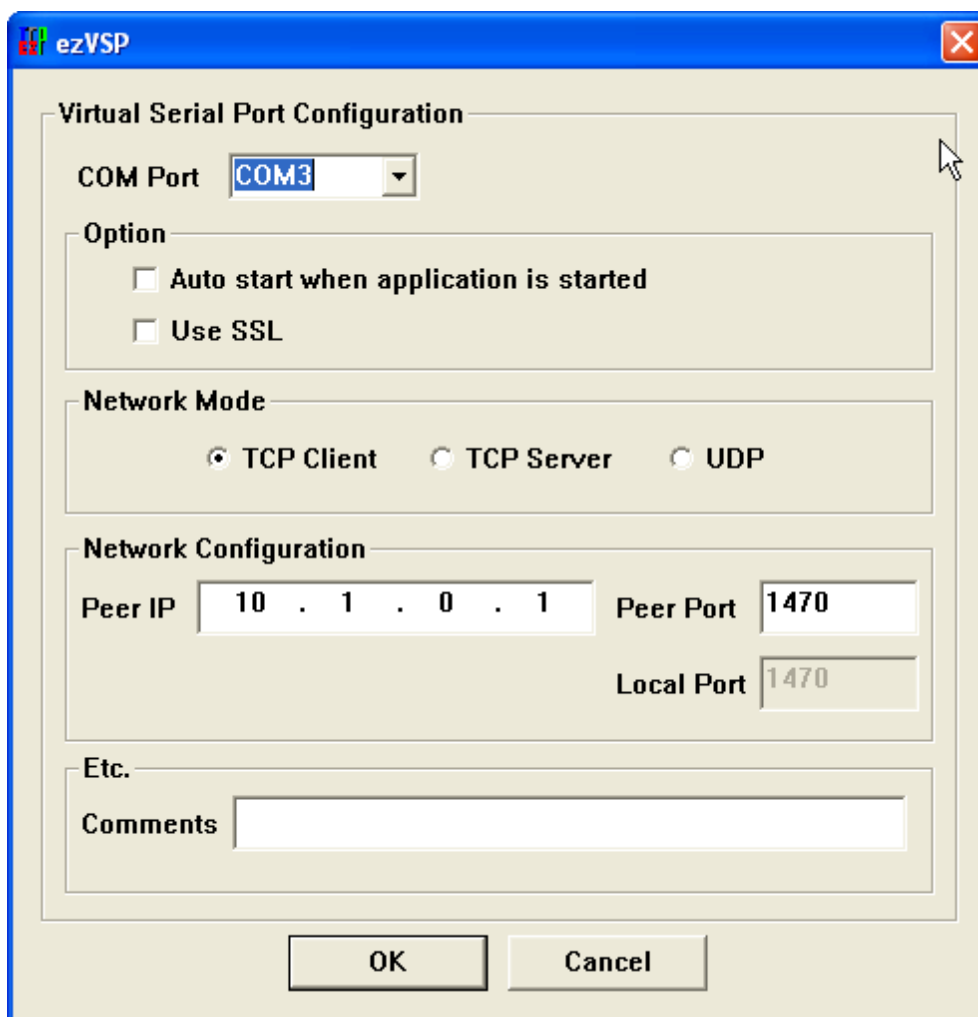 ezVSP
Virtual Serial Port Configuration
COM Port COM3
Option
Auto start when application is started
Use SSL
Network Mode
TCP Client TCP Server UDP
Network Configuration
Peer IP 10 . 1 . 0 . 1 Peer Port 1470
Local Port 1470
Etc.
Comments
OK Cancel